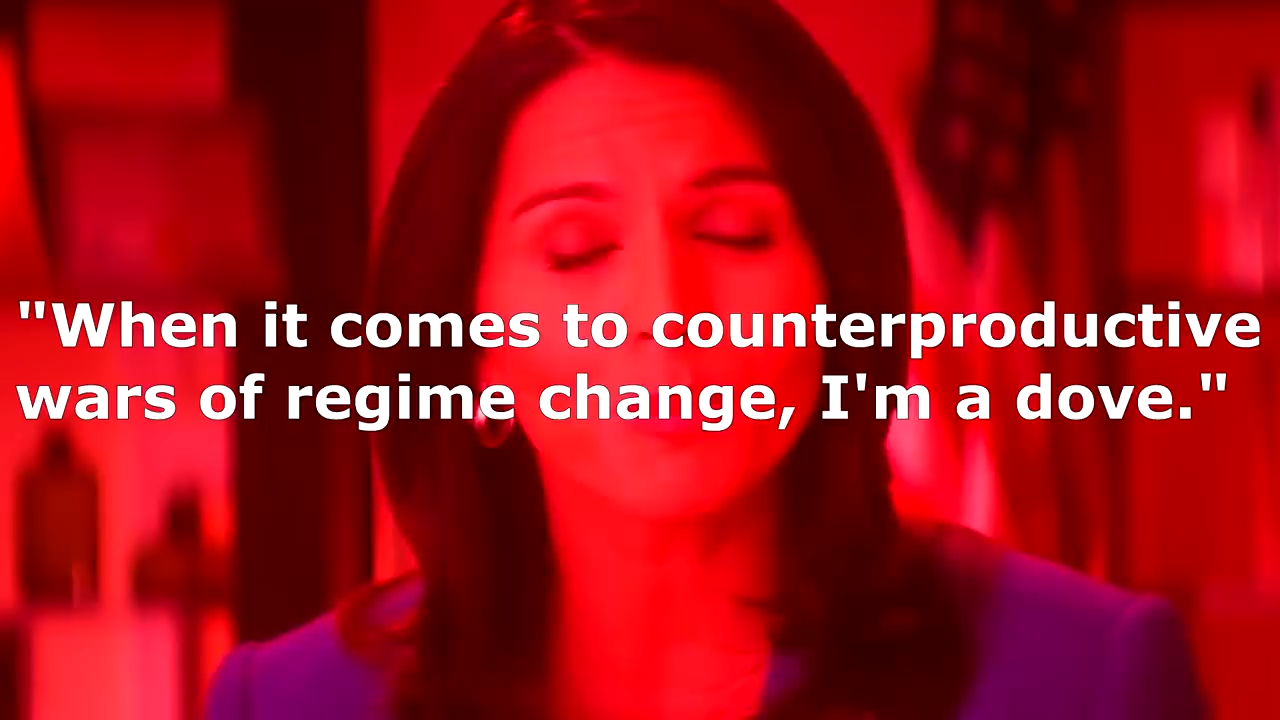 "When it comes to counterproductive
wars of regime change, I'm a dove."